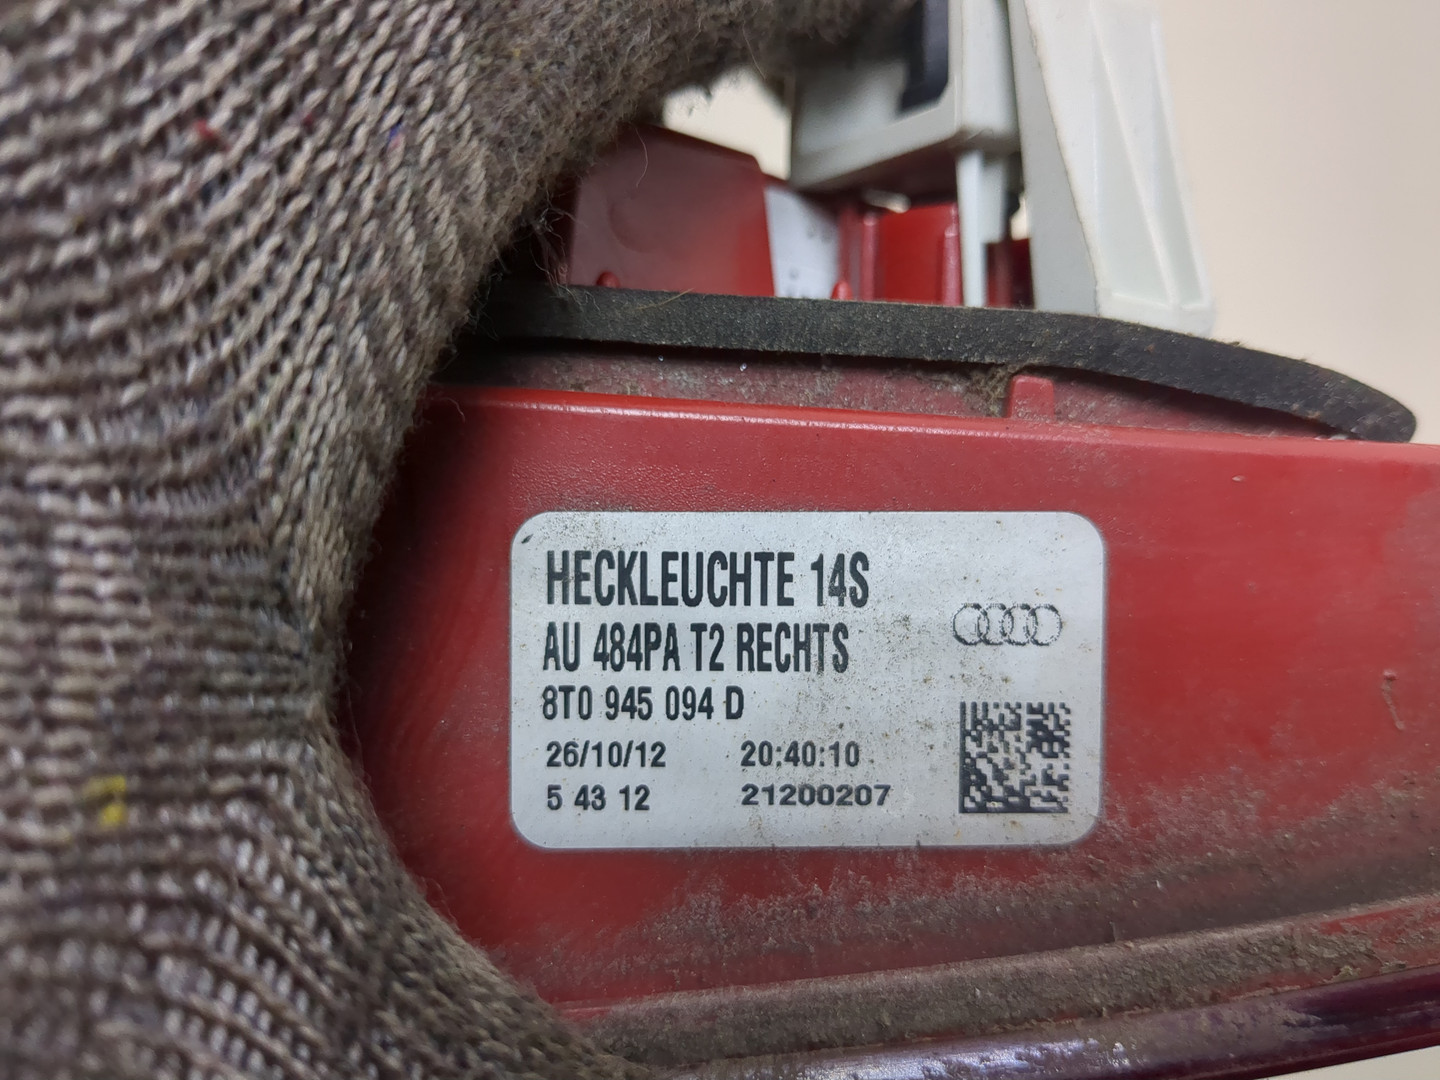 HECKLEUCHTE 14S
AU 484PA T2 RECHTS
8T0 945 094 D
26/10/12 20:40:10
5 43 12 21200207